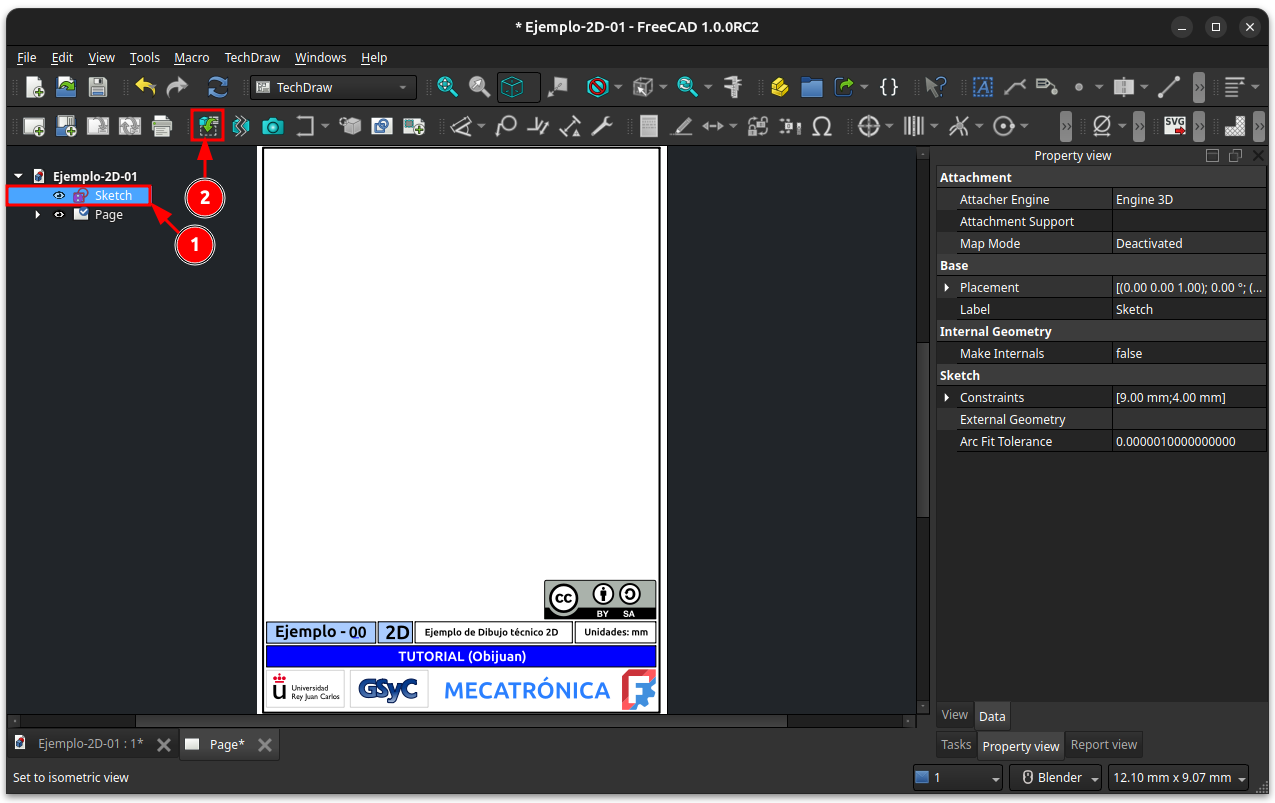 * Ejemplo-2D-01 - FreeCAD 1.0.0RC2
File Edit View Tools Macro TechDraw Windows Help
TechDraw
SVG
Ejemplo-2D-01
Sketch
Page
2
1
Property view
Attachment
Attacher Engine Engine 3D
Attachment Support
Map Mode Deactivated
Base
Placement [(0.00 0.00 1.00); 0.00 °; (...
Label Sketch
Internal Geometry
Make Internals false
Sketch
Constraints [9.00 mm;4.00 mm]
External Geometry
Arc Fit Tolerance 0.0000010000000000
cc
BY SA
Ejemplo - 00 2D Ejemplo de Dibujo técnico 2D Unidades: mm
TUTORIAL (Obijuan)
u Universidad
Rey Juan Carlos
GSyC
MECATRÓNICA
View Data
Ejemplo-2D-01 : 1* Page*
Tasks Property view Report view
Set to isometric view
1 Blender 12.10 mm x 9.07 mm